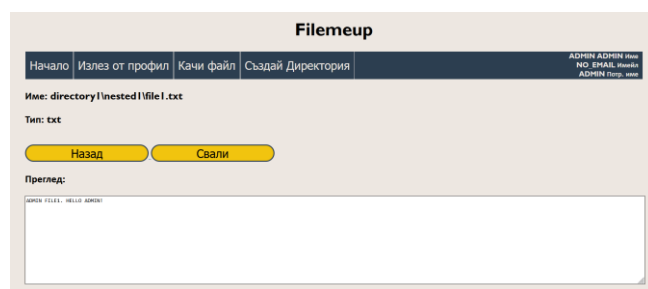 Filemeup
Начало Излез от профил Качи файл Създай Директория
ADMIN ADMIN Име
NO_EMAIL Имейл
ADMIN Потр. име
Име: directory1\nested1\file1.txt
Тип: txt
Назад Свали
Преглед:
ADMIN FILE1. HELLO ADMIN!